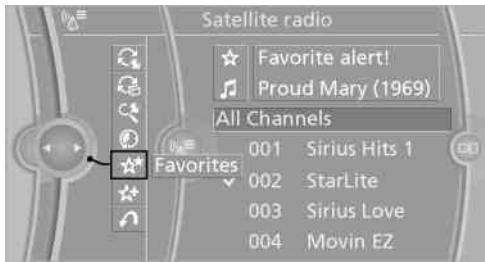 Satellite radio
Favorite alert!
Proud Mary (1969)
All Channels
001 Sirius Hits 1
Favorites
002 StarLite
003 Sirius Love
004 Movin EZ